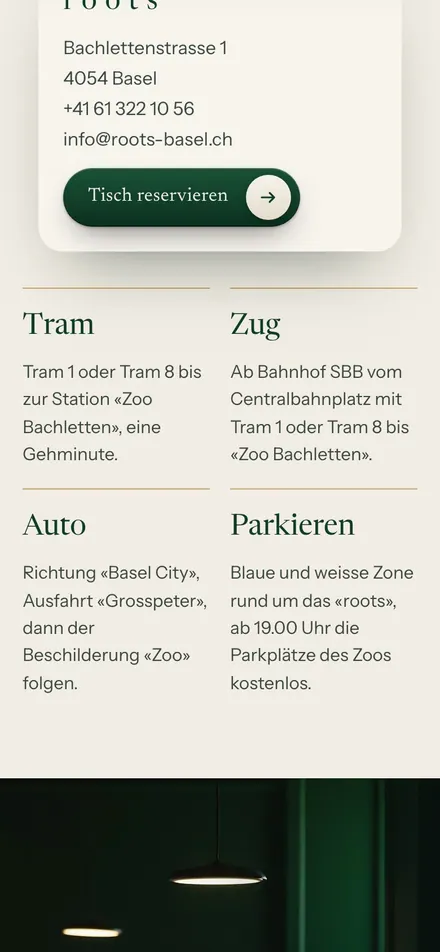 roots
Bachlettenstrasse 1
4054 Basel
+41 61 322 10 56
info@roots-basel.ch
Tisch reservieren
Tram
Tram 1 oder Tram 8 bis
zur Station «Zoo
Bachletten», eine
Gehminute.
Zug
Ab Bahnhof SBB vom
Centralbahnplatz mit
Tram 1 oder Tram 8 bis
«Zoo Bachletten».
Auto
Richtung «Basel City»,
Ausfahrt «Grosspeter»,
dann der
Beschilderung «Zoo»
folgen.
Parkieren
Blaue und weisse Zone
rund um das «roots»,
ab 19.00 Uhr die
Parkplätze des Zoos
kostenlos.